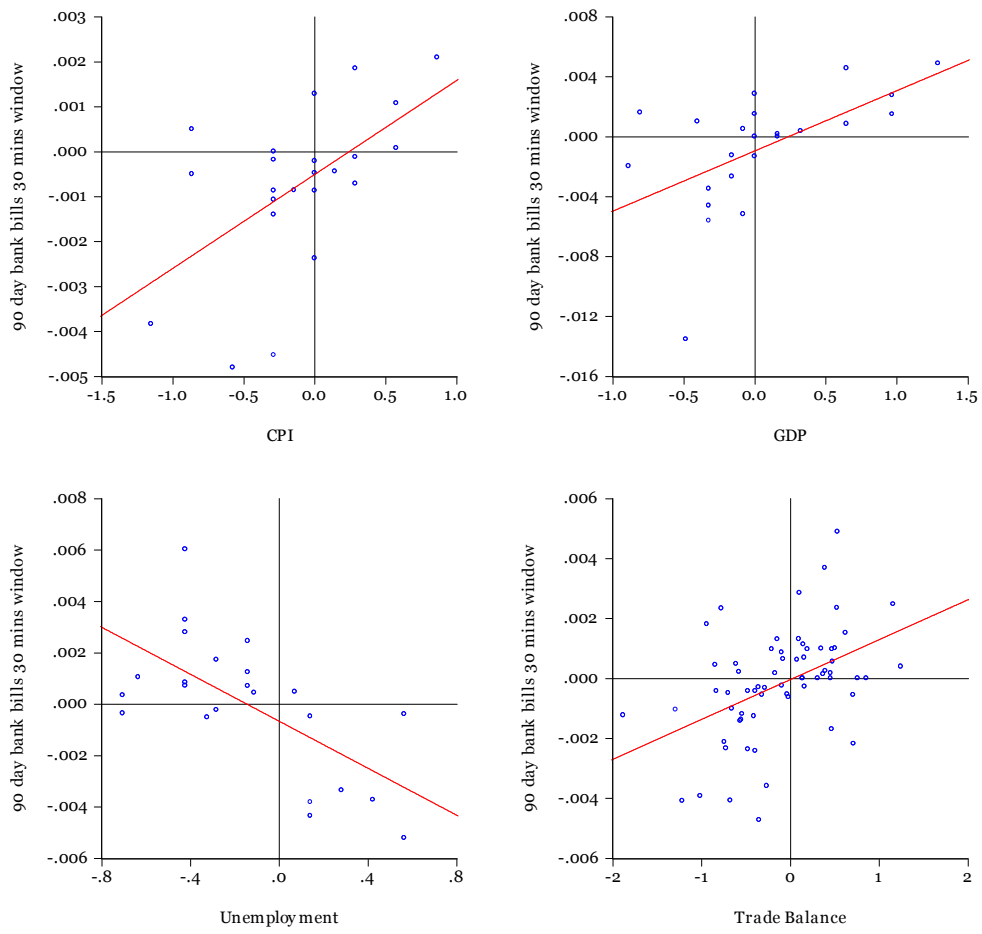 .003
.002
.001
.000
-.001
-.002
-.003
-.004
-.005
-1.5 -1.0 -0.5 0.0 0.5 1.0
90 day bank bills 30 mins window
CPI
.008
.004
.000
-.004
-.008
-.012
-.016
-1.0 -0.5 0.0 0.5 1.0 1.5
90 day bank bills 30 mins window
GDP
.008
.006
.004
.002
.000
-.002
-.004
-.006
-.8 -.4 .0 .4 .8
90 day bank bills 30 mins window
Unemployment
.006
.004
.002
.000
-.002
-.004
-.006
-2 -1 0 1 2
90 day bank bills 30 mins window
Trade Balance